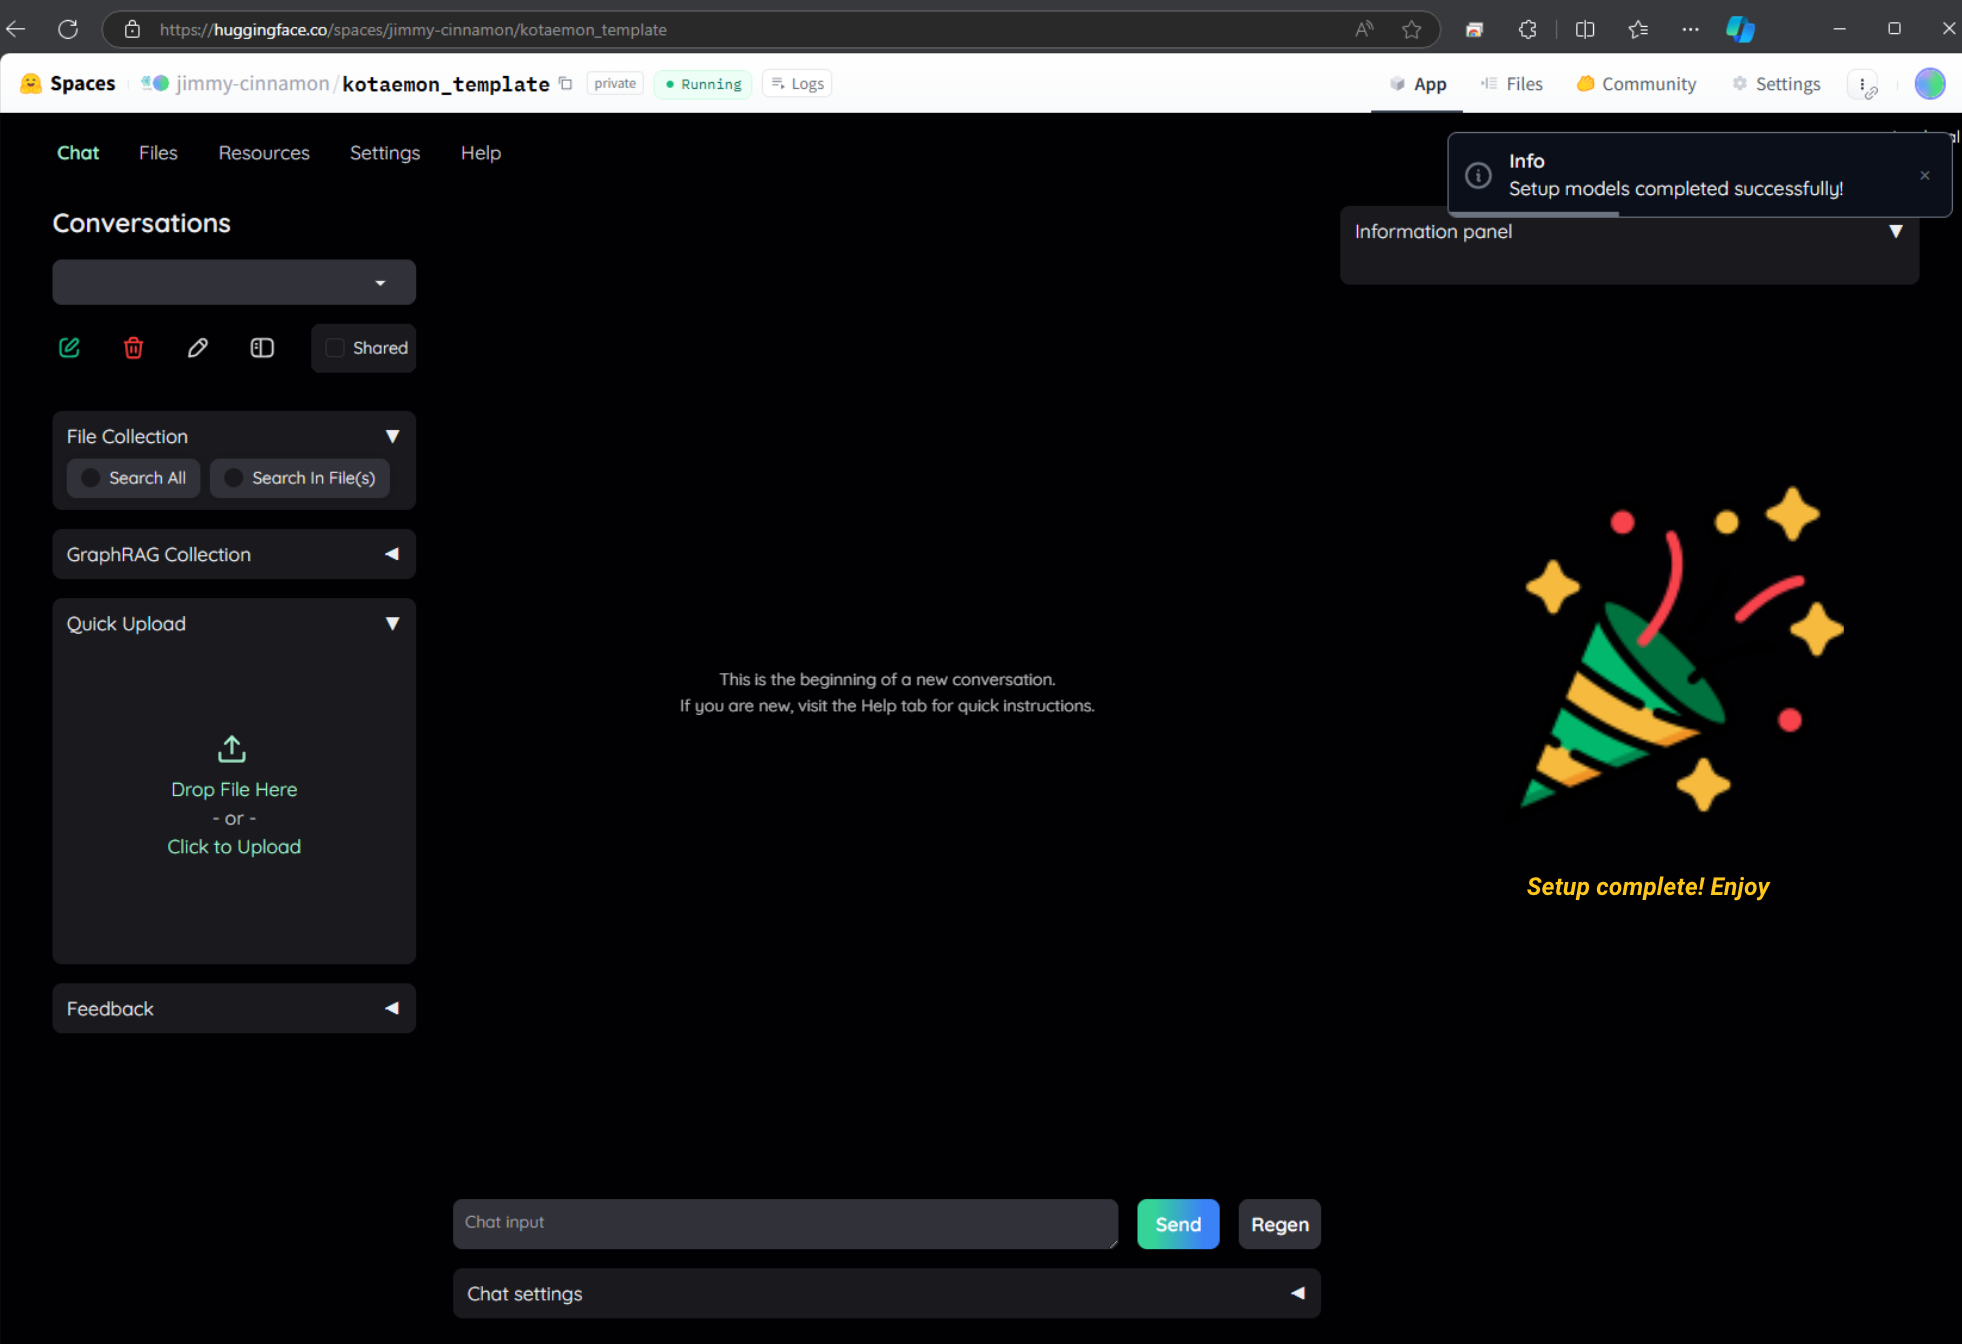 https://huggingface.co/spaces/jimmy-cinnamon/kotaemon_template
Spaces jimmy-cinnamon/kotaemon_template private Running Logs App Files Community Settings
Chat Files Resources Settings Help
Info
Setup models completed successfully!
Conversations
Information panel
Shared
File Collection
Search All Search In File(s)
GraphRAG Collection
Quick Upload
Drop File Here
- or -
Click to Upload
This is the beginning of a new conversation.
If you are new, visit the Help tab for quick instructions.
Setup complete! Enjoy
Feedback
Chat input Send Regen
Chat settings